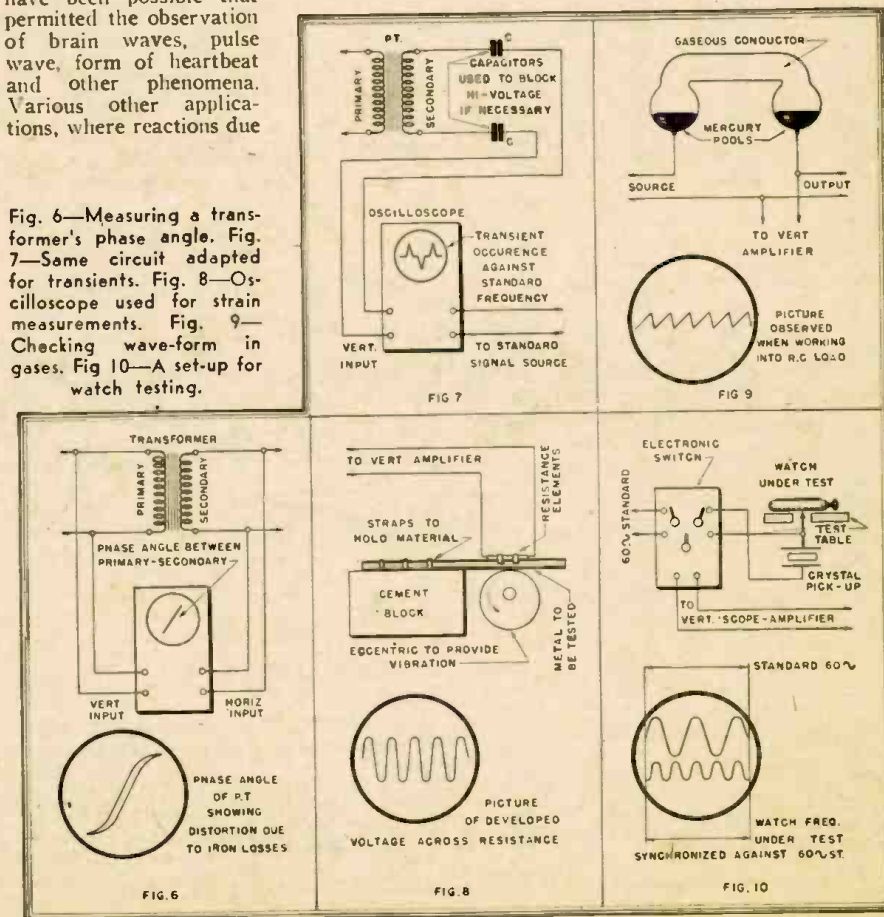 have been possible that
permitted the observation
of brain waves, pulse
wave, form of heartbeat
and other phenomena.
Various other applica-
tions, where reactions due
Fig. 6—Measuring a trans-
former's phase angle. Fig.
7—Same circuit adapted
for transients. Fig. 8—Os-
cilloscope used for strain
measurements. Fig. 9—
Checking wave-form in
gases. Fig 10—A set-up for
watch testing.
P.T.
PRIMARY
SECONDARY
C
CAPACITORS
USED TO BLOCK
HI-VOLTAGE
IF NECESSARY
C
OSCILLOSCOPE
TRANSIENT
OCCURENCE
AGAINST
STANDARD
FREQUENCY
VERT.
INPUT
TO STANDARD
SIGNAL SOURCE
FIG 7
GASEOUS CONDUCTOR
MERCURY
POOLS
SOURCE
OUTPUT
TO VERT
AMPLIFIER
PICTURE
OBSERVED
WHEN WORKING
INTO R.C LOAD
FIG 9
TRANSFORMER
PRIMARY
SECONDARY
PHASE ANGLE BETWEEN
PRIMARY-SECONDARY
VERT
INPUT
HORIZ
INPUT
PHASE ANGLE
OF P.T
SHOWING
DISTORTION DUE
TO IRON LOSSES
FIG.6
TO VERT AMPLIFIER
RESISTANCE
ELEMENTS
STRAPS TO
HOLD MATERIAL
CEMENT
BLOCK
ECCENTRIC TO PROVIDE
VIBRATION
METAL TO
BE TESTED
PICTURE
OF DEVELOPED
VOLTAGE ACROSS RESISTANCE
FIG.8
ELECTRONIC
SWITCH
60∿ STANDARD
WATCH
UNDER TEST
TEST
TABLE
CRYSTAL
PICK-UP
TO
VERT. SCOPE-AMPLIFIER
STANDARD 60∿
WATCH FREQ.
UNDER TEST
SYNCHRONIZED AGAINST 60∿ST.
FIG.10